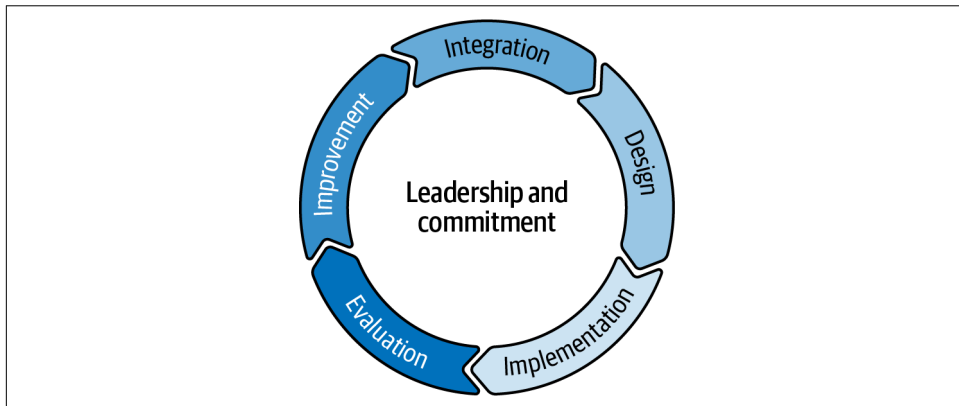 Integration
Design
Implementation
Evaluation
Improvement
Leadership and
commitment